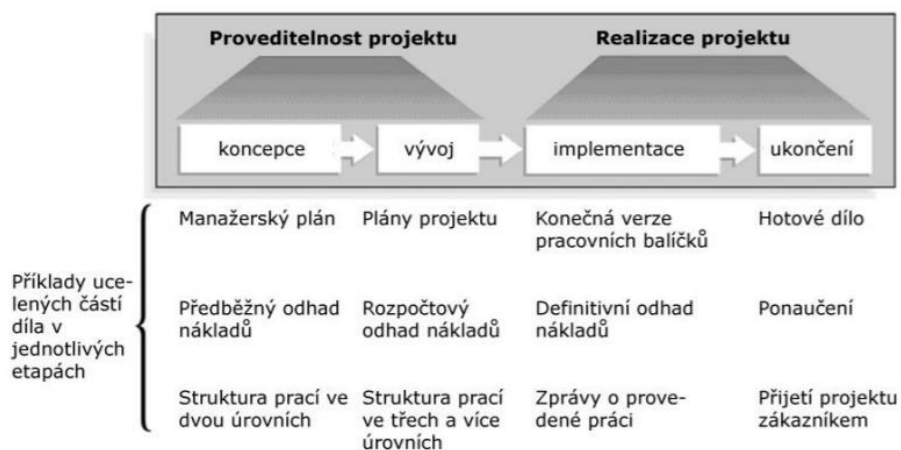 Proveditelnost projektu
Realizace projektu
koncepce
vývoj
implementace
ukončení
Příklady uce-
lených částí
díla v
jednotlivých
etapách
Manažerský plán
Plány projektu
Konečná verze
pracovních balíčků
Hotové dílo
Předběžný odhad
nákladů
Rozpočtový
odhad nákladů
Definitivní odhad
nákladů
Ponaučení
Struktura prací ve
dvou úrovních
Struktura prací
ve třech a více
úrovních
Zprávy o prove-
dené práci
Přijetí projektu
zákazníkem